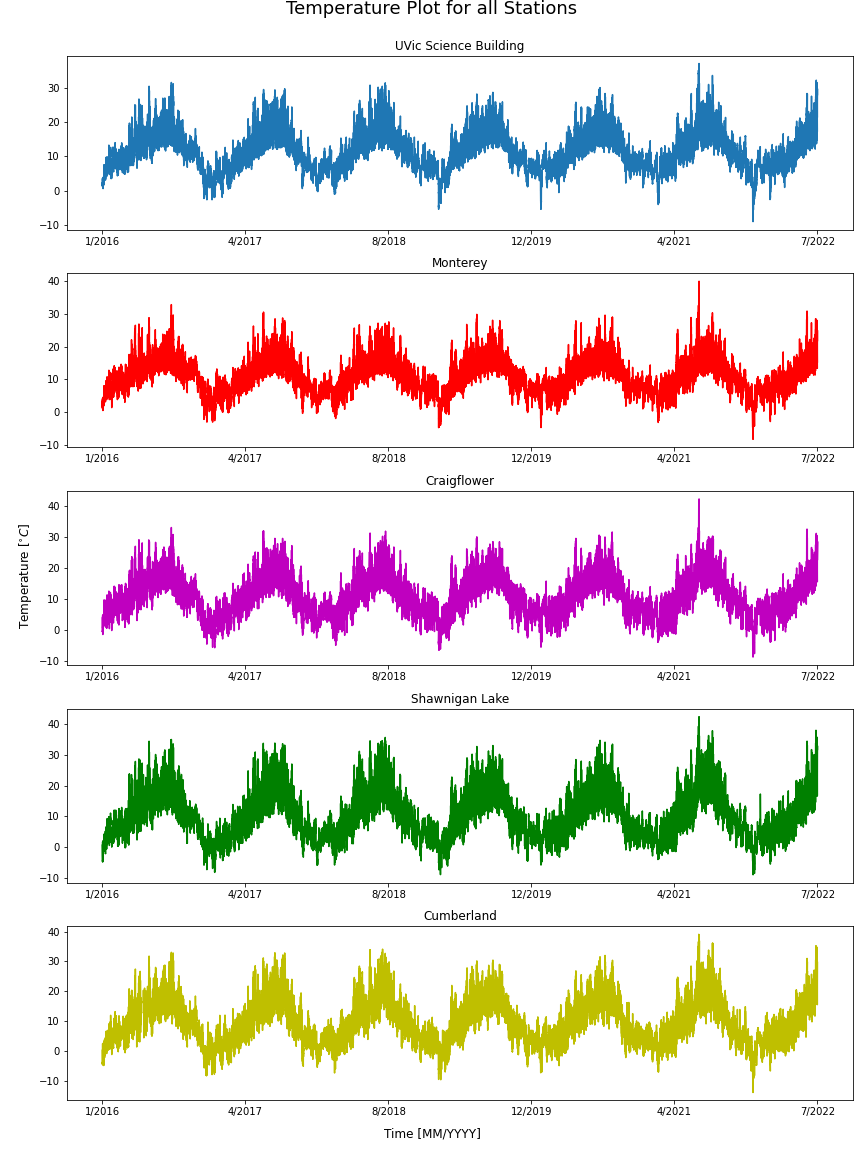 Temperature Plot for all Stations
UVic Science Building
30
20
10
0
−10
1/2016 4/2017 8/2018 12/2019 4/2021 7/2022
Monterey
40
30
20
10
0
−10
1/2016 4/2017 8/2018 12/2019 4/2021 7/2022
Craigflower
Temperature [°C]
40
30
20
10
0
−10
1/2016 4/2017 8/2018 12/2019 4/2021 7/2022
Shawnigan Lake
40
30
20
10
0
−10
1/2016 4/2017 8/2018 12/2019 4/2021 7/2022
Cumberland
40
30
20
10
0
−10
1/2016 4/2017 8/2018 12/2019 4/2021 7/2022
Time [MM/YYYY]